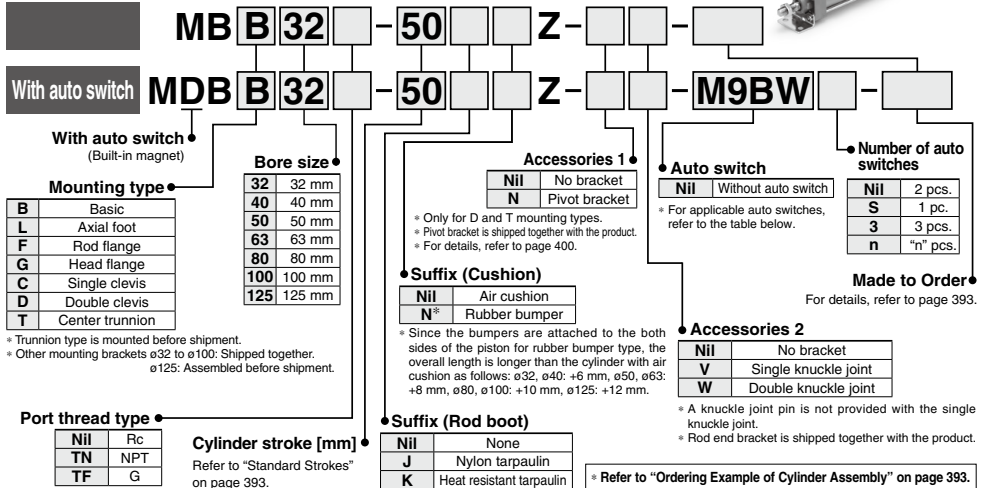 MB B 32 - 50 Z - -
With auto switch MDB B 32 - 50 Z - - M9BW -
With auto switch
(Built-in magnet)
Mounting type
B Basic
L Axial foot
F Rod flange
G Head flange
C Single clevis
D Double clevis
T Center trunnion
* Trunnion type is mounted before shipment.
* Other mounting brackets ø32 to ø100: Shipped together.
ø125: Assembled before shipment.
Bore size
32 32 mm
40 40 mm
50 50 mm
63 63 mm
80 80 mm
100 100 mm
125 125 mm
Port thread type
Nil Rc
TN NPT
TF G
Cylinder stroke [mm]
Refer to "Standard Strokes"
on page 393.
Accessories 1
Nil No bracket
N Pivot bracket
* Only for D and T mounting types.
* Pivot bracket is shipped together with the product.
* For details, refer to page 400.
Suffix (Cushion)
Nil Air cushion
N* Rubber bumper
* Since the bumpers are attached to the both
sides of the piston for rubber bumper type, the
overall length is longer than the cylinder with air
cushion as follows: ø32, ø40: +6 mm, ø50, ø63:
+8 mm, ø80, ø100: +10 mm, ø125: +12 mm.
Suffix (Rod boot)
Nil None
J Nylon tarpaulin
K Heat resistant tarpaulin
Auto switch
Nil Without auto switch
* For applicable auto switches,
refer to the table below.
Number of auto
switches
Nil 2 pcs.
S 1 pc.
3 3 pcs.
n "n" pcs.
Made to Order
For details, refer to page 393.
Accessories 2
Nil No bracket
V Single knuckle joint
W Double knuckle joint
* A knuckle joint pin is not provided with the single
knuckle joint.
* Rod end bracket is shipped together with the product.
* Refer to "Ordering Example of Cylinder Assembly" on page 393.